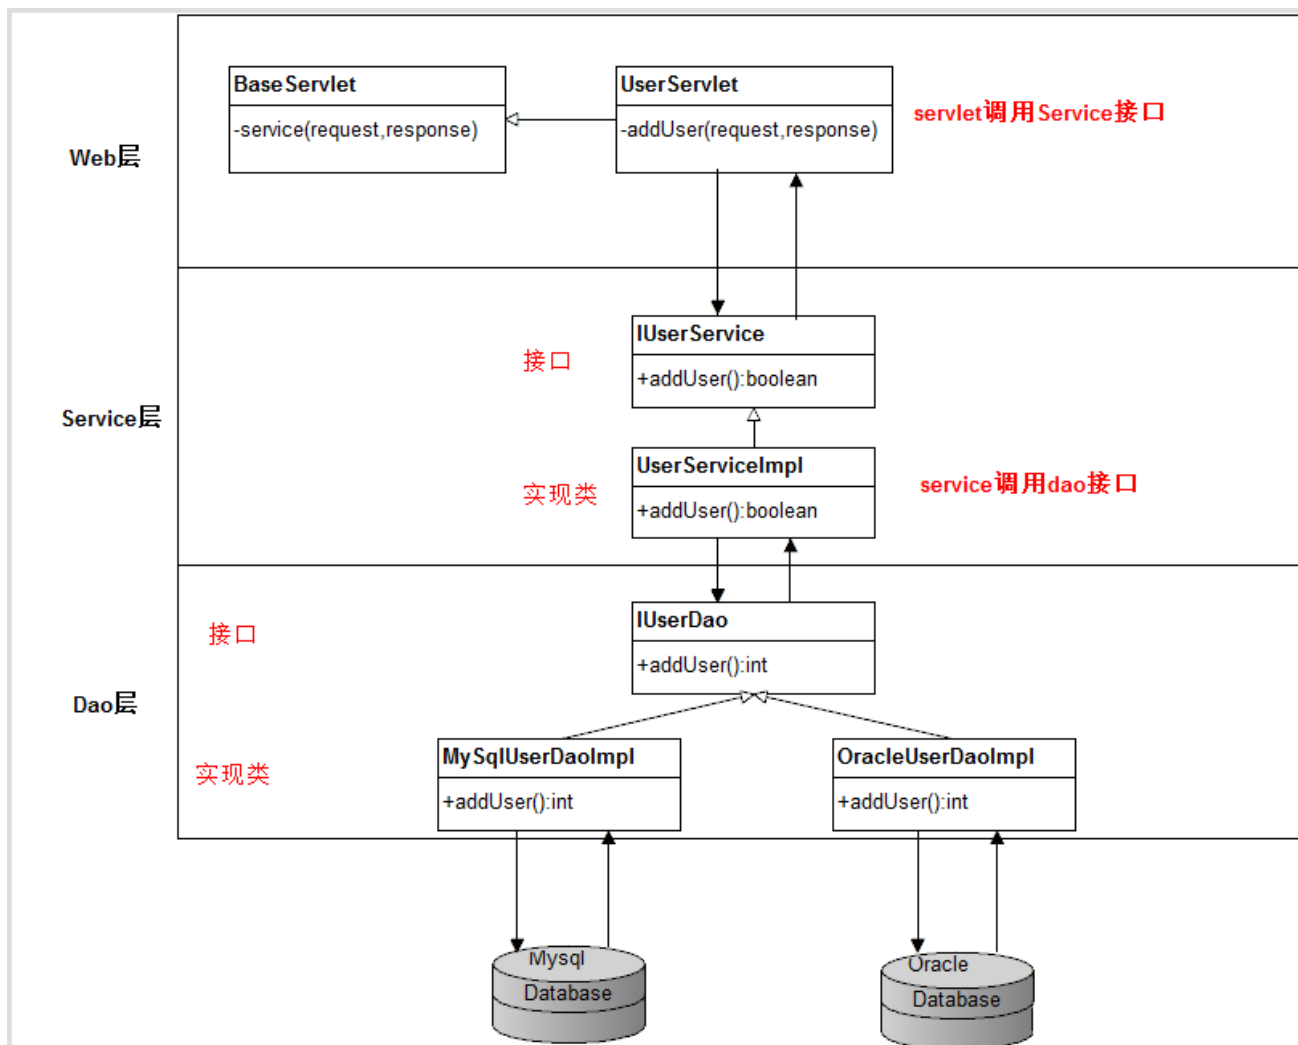 BaseServlet
-service(request,response)
UserServlet
-addUser(request,response)
servlet调用Service接口
Web层
IUserService
+addUser():boolean
接口
Service层
UserServiceImpl
+addUser():boolean
实现类
service调用dao接口
IUserDao
+addUser():int
接口
Dao层
MySqlUserDaoImpl
+addUser():int
OracleUserDaoImpl
+addUser():int
实现类
Mysql
Database
Oracle
Database